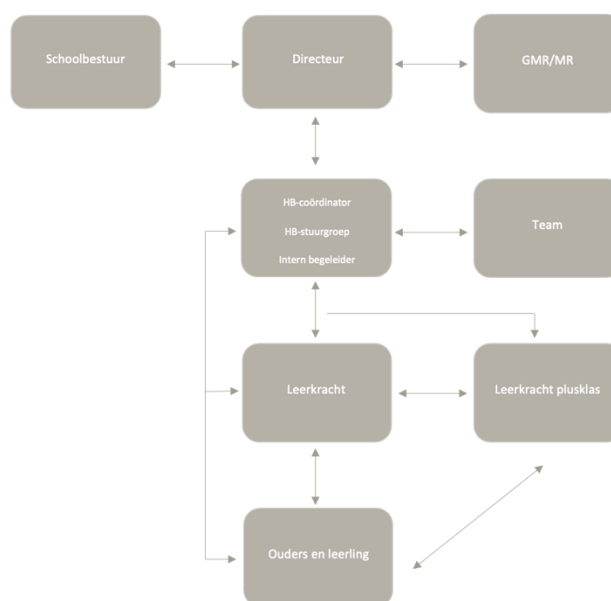 Schoolbestuur
Directeur
GMR/MR
HB-coördinator
HB-stuurgroep
Intern begeleider
Team
Leerkracht
Leerkracht plusklas
Ouders en leerling